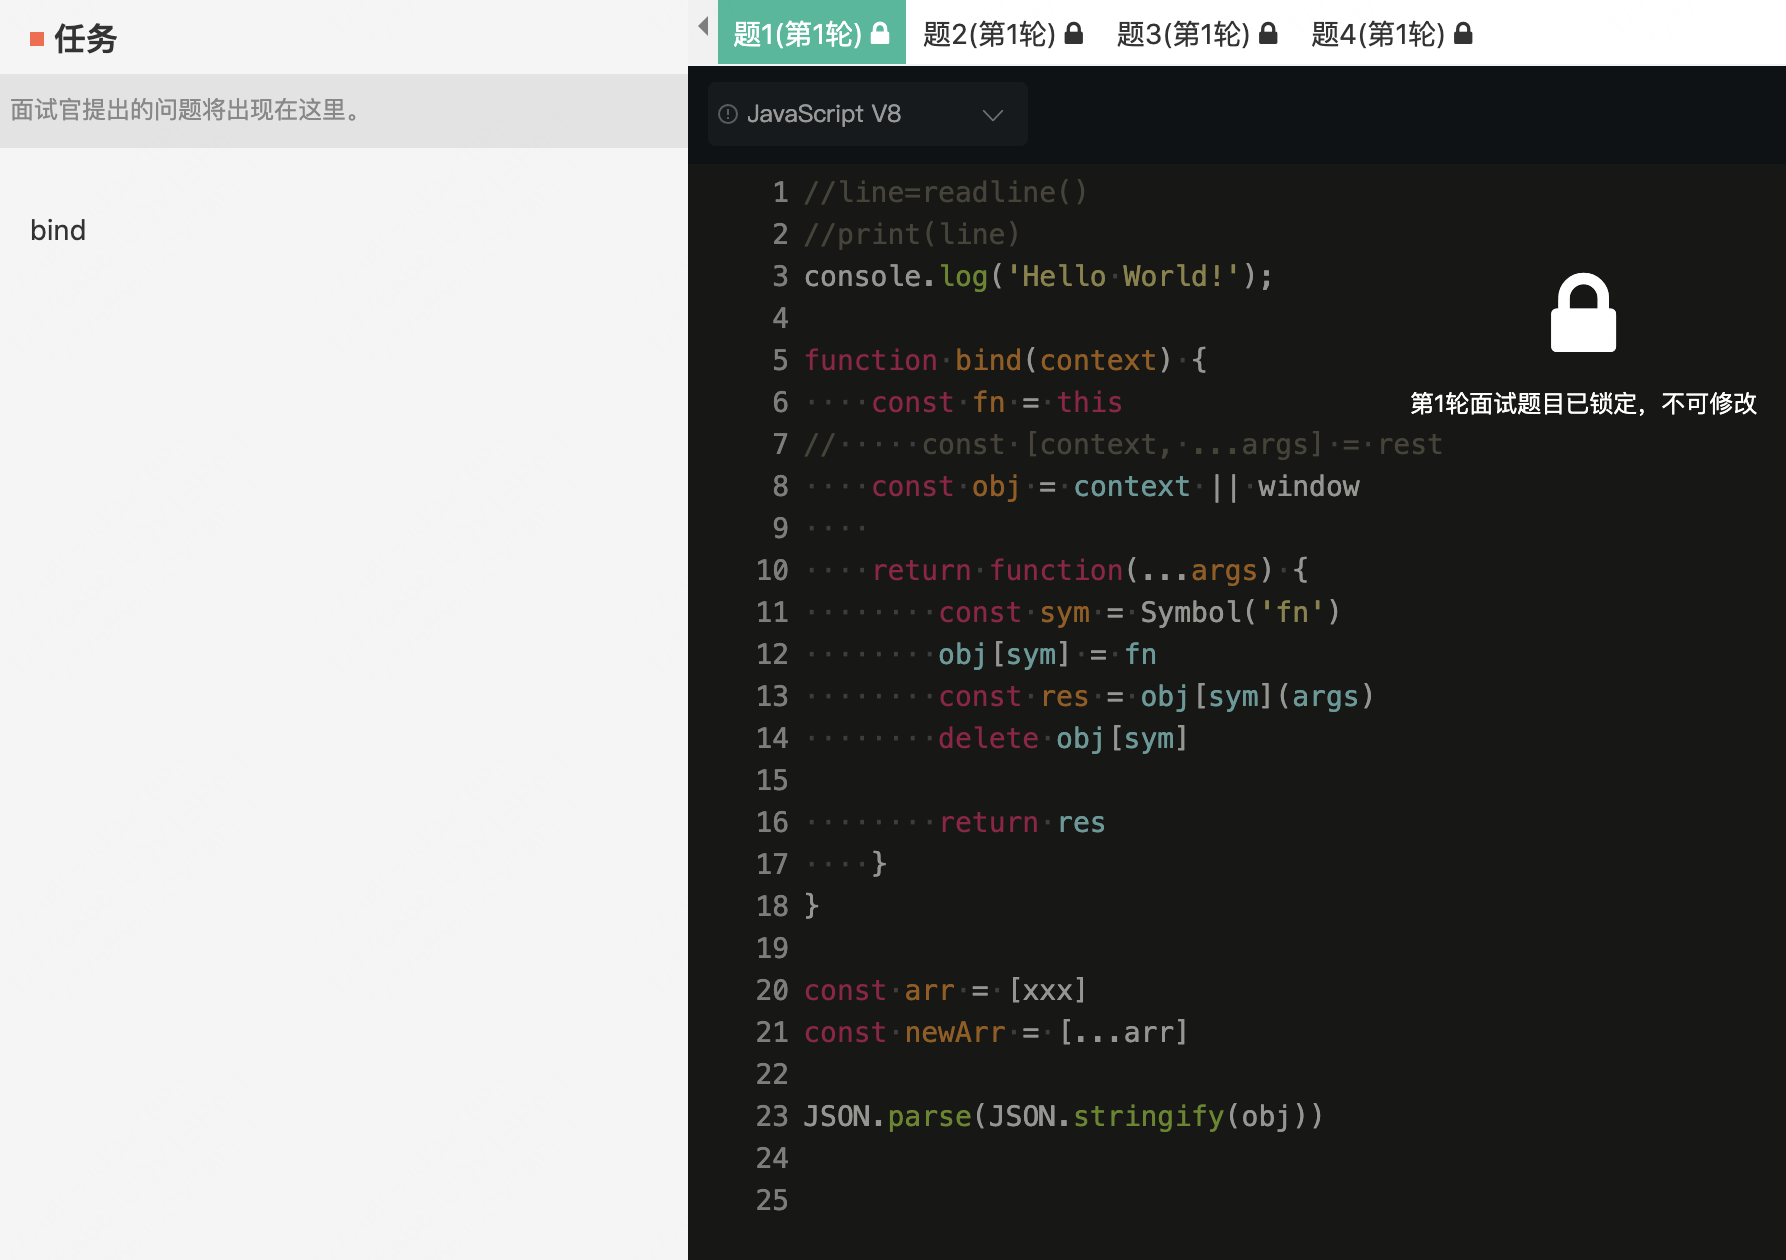 任务
面试官提出的问题将出现在这里。
bind
题1(第1轮) 题2(第1轮) 题3(第1轮) 题4(第1轮)
JavaScript V8
1 //line=readline()
2 //print(line)
3 console.log('Hello World!');
4
5 function bind(context) {
6     const fn = this
7 //     const [context, ...args] = rest
8     const obj = context || window
9
10     return function(...args) {
11         const sym = Symbol('fn')
12         obj[sym] = fn
13         const res = obj[sym](args)
14         delete obj[sym]
15
16         return res
17     }
18 }
19
20 const arr = [xxx]
21 const newArr = [...arr]
22
23 JSON.parse(JSON.stringify(obj))
24
25
第1轮面试题目已锁定，不可修改